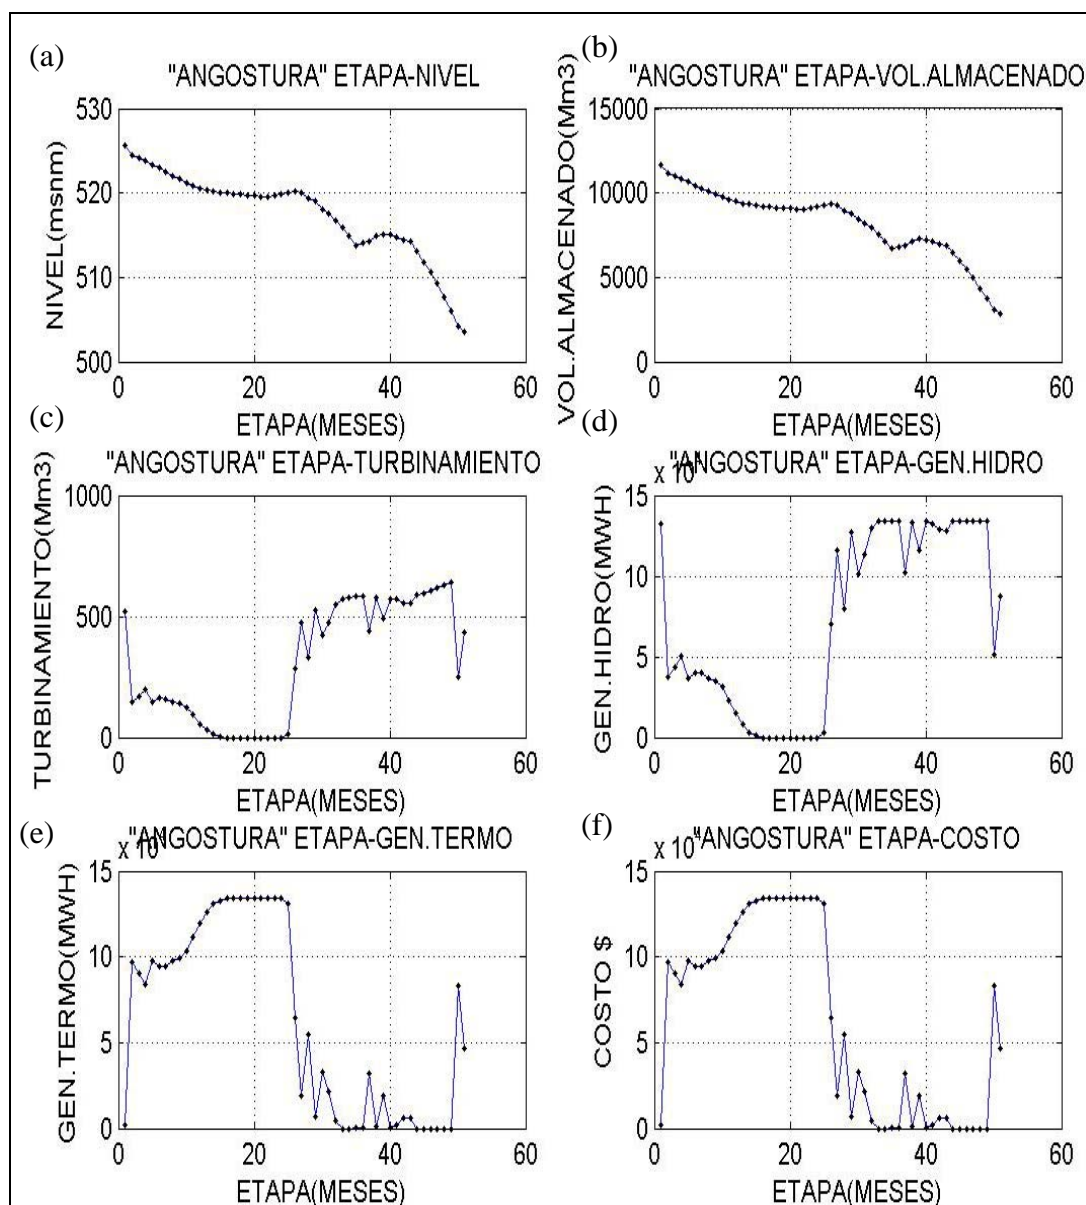 (a)
"ANGOSTURA" ETAPA-NIVEL
NIVEL(msnm)
530
520
510
500
0 20 40 60
ETAPA(MESES)
(b)
"ANGOSTURA" ETAPA-VOL.ALMACENADO(Mm3)
VOL.ALMACENADO(Mm3)
15000
10000
5000
0
0 20 40 60
ETAPA(MESES)
(c)
"ANGOSTURA" ETAPA-TURBINAMIENTO
TURBINAMIENTO(Mm3)
1000
500
0
0 20 40 60
ETAPA(MESES)
(d)
"ANGOSTURA" ETAPA-GEN.HIDRO
x 10
GEN.HIDRO(MWH)
15
10
5
0
0 20 40 60
ETAPA(MESES)
(e)
"ANGOSTURA" ETAPA-GEN.TERMO
x 10
GEN.TERMO(MWH)
15
10
5
0
0 20 40 60
ETAPA(MESES)
(f)
"ANGOSTURA" ETAPA-COSTO
x 10
COSTO $
15
10
5
0
0 20 40 60
ETAPA(MESES)